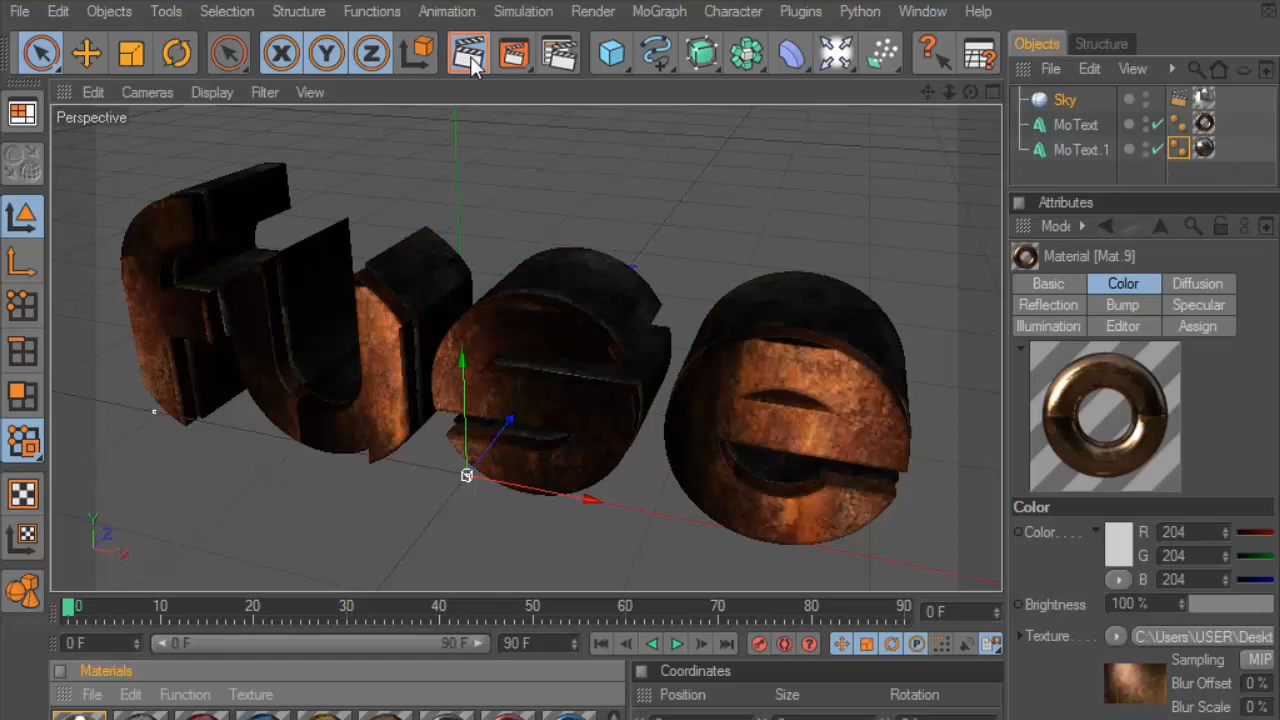 File Edit Objects Tools Selection Structure Functions Animation Simulation Render MoGraph Character Plugins Python Window Help
X Y Z
Objects Structure
File Edit View
Edit Cameras Display Filter View
Perspective
Sky
MoText
MoText.1
Attributes
Mode
Material [Mat.9]
Basic Color Diffusion
Reflection Bump Specular
Illumination Editor Assign
Fuse
Color
Color. . . . R 204
G 204
B 204
Brightness 100 %
Texture. . . . C:\Users\USER\Deskt
Sampling MIP
Blur Offset 0 %
Blur Scale 0 %
Y Z X
0 10 20 30 40 50 60 70 80 90 0 F
0 F 0 F 90 F 90 F
Materials
File Edit Function Texture
Coordinates
Position Size Rotation